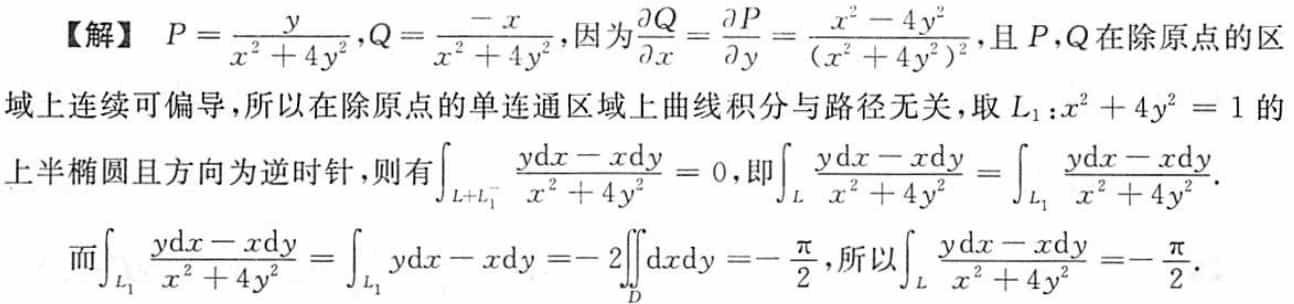 【解】 $P=\frac{y}{x^2+4y^2},Q=\frac{-x}{x^2+4y^2}$,因为$\frac{\partial Q}{\partial x}=\frac{\partial P}{\partial y}=\frac{x^2-4y^2}{(x^2+4y^2)^2}$,且 $P,Q$ 在除原点的区
域上连续可偏导,所以在除原点的单连通区域上曲线积分与路径无关,取 $L_1:x^2+4y^2=1$ 的
上半椭圆且方向为逆时针,则有$\int_{L+L_1^-}\frac{y\mathrm{d}x-x\mathrm{d}y}{x^2+4y^2}=0$,即$\int_L\frac{y\mathrm{d}x-x\mathrm{d}y}{x^2+4y^2}=\int_{L_1}\frac{y\mathrm{d}x-x\mathrm{d}y}{x^2+4y^2}$.
而$\int_{L_1}\frac{y\mathrm{d}x-x\mathrm{d}y}{x^2+4y^2}=\int_{L_1}y\mathrm{d}x-x\mathrm{d}y=-2\iint_D\mathrm{d}x\mathrm{d}y=-\frac{\pi}{2}$,所以$\int_L\frac{y\mathrm{d}x-x\mathrm{d}y}{x^2+4y^2}=-\frac{\pi}{2}$.